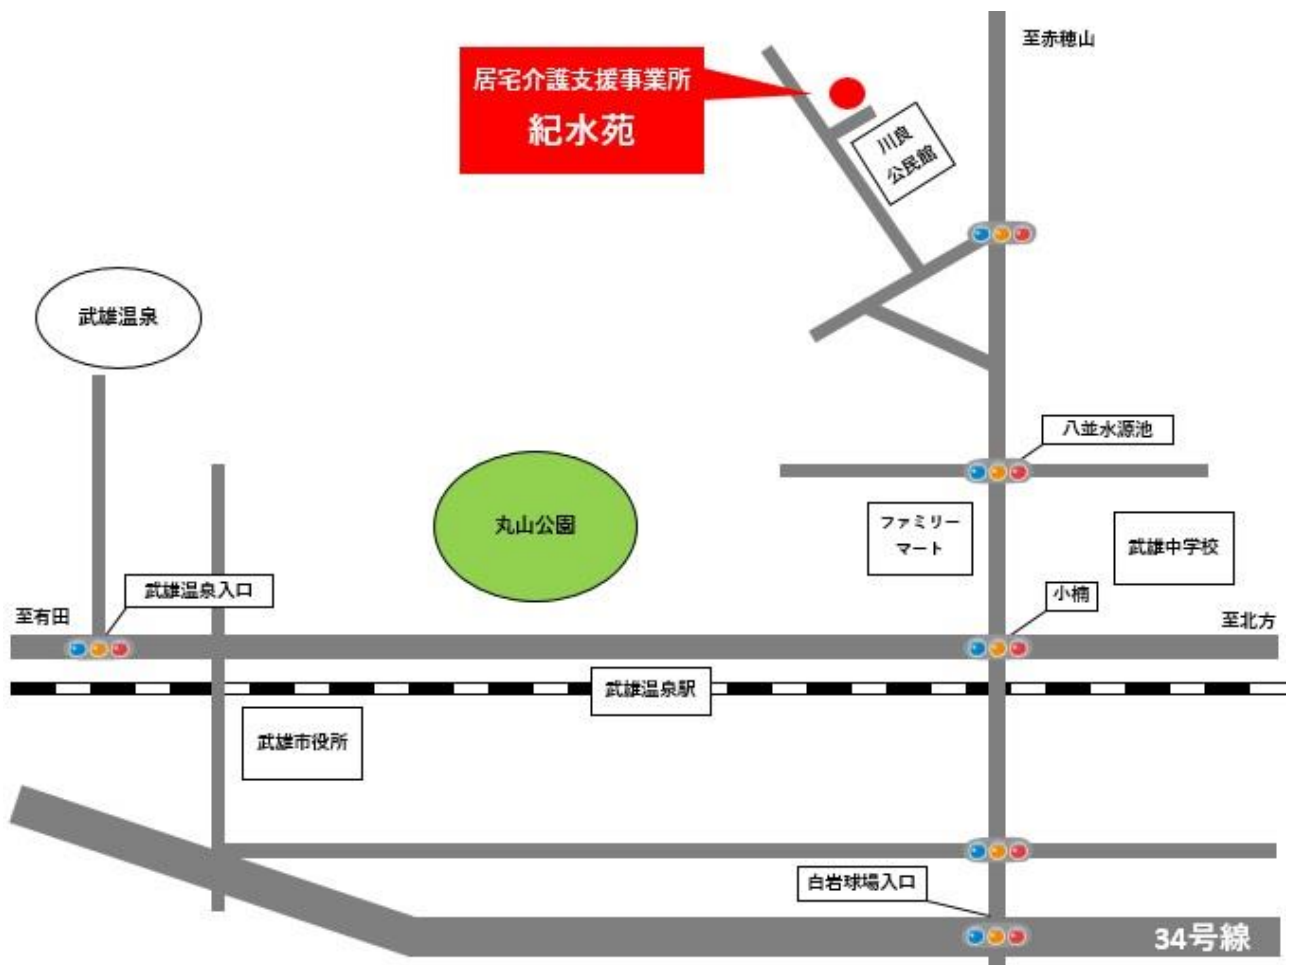 至赤穂山
居宅介護支援事業所
紀水苑
川良
公民館
武雄温泉
八並水源池
丸山公園
ファミリー
マート
武雄中学校
武雄温泉入口
小楠
至有田
至北方
武雄温泉駅
武雄市役所
白岩球場入口
34号線